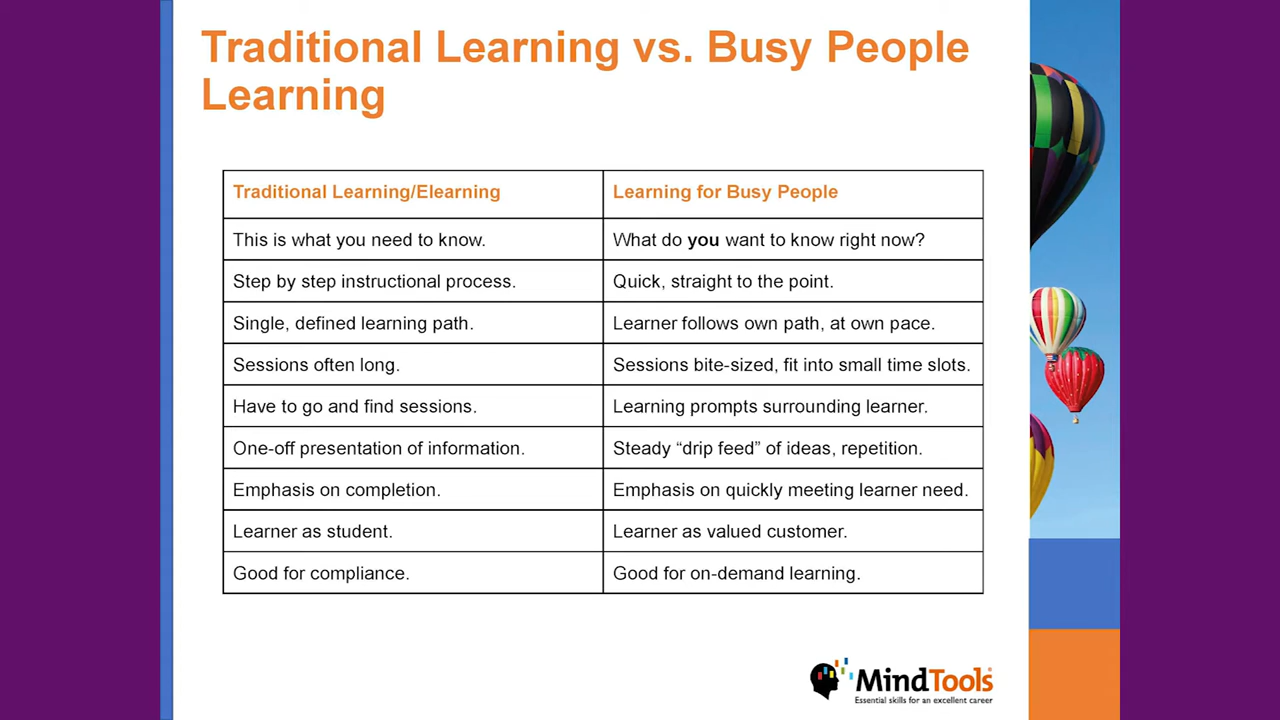 Traditional Learning vs. Busy People
Learning
Traditional Learning/Elearning
Learning for Busy People
This is what you need to know.
What do you want to know right now?
Step by step instructional process.
Quick, straight to the point.
Single, defined learning path.
Learner follows own path, at own pace.
Sessions often long.
Sessions bite-sized, fit into small time slots.
Have to go and find sessions.
Learning prompts surrounding learner.
One-off presentation of information.
Steady “drip feed” of ideas, repetition.
Emphasis on completion.
Emphasis on quickly meeting learner need.
Learner as student.
Learner as valued customer.
Good for compliance.
Good for on-demand learning.
MindTools
Essential skills for an excellent career